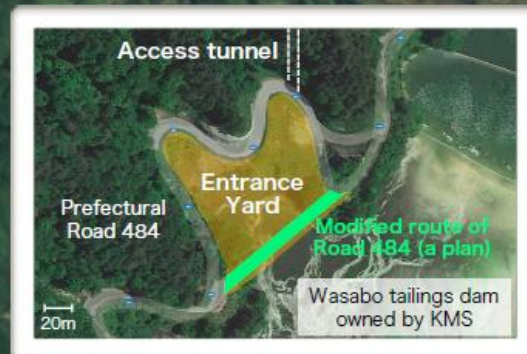 Access tunnel
Entrance
Yard
Prefectural
Road 484
Modified route of
Road 484 (a plan)
20m
Wasabo tailings dam
owned by KMS